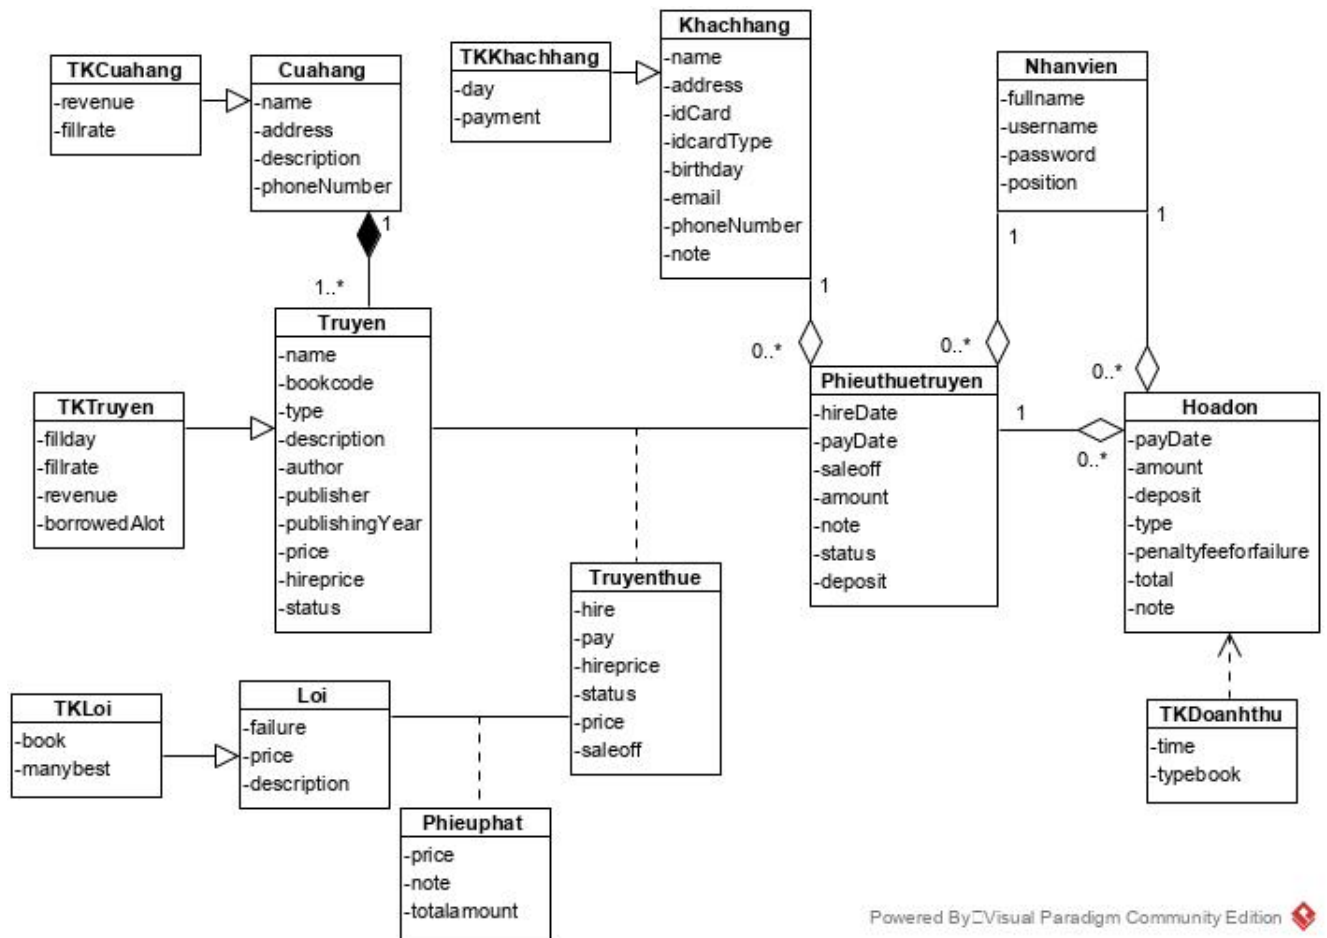 TKCuahang
-revenue
-fillrate
Cuahang
-name
-address
-description
-phoneNumber
1
1..*
TKKhachhang
-day
-payment
Khachhang
-name
-address
-idCard
-idcardType
-birthday
-email
-phoneNumber
-note
1
0..*
Nhanvien
-fullname
-username
-password
-position
1
0..*
1
0..*
TKTruyen
-fillday
-fillrate
-revenue
-borrowedAlot
Truyen
-name
-bookcode
-type
-description
-author
-publisher
-publishingYear
-price
-hireprice
-status
Phieuthuetruyen
-hireDate
-payDate
-saleoff
-amount
-note
-status
-deposit
1
0..*
Hoadon
-payDate
-amount
-deposit
-type
-penaltyfeeforfailure
-total
-note
Truyenthue
-hire
-pay
-hireprice
-status
-price
-saleoff
TKLoi
-book
-manybest
Loi
-failure
-price
-description
TKDoanhthu
-time
-typebook
Phieuphat
-price
-note
-totalamount
Powered By Visual Paradigm Community Edition